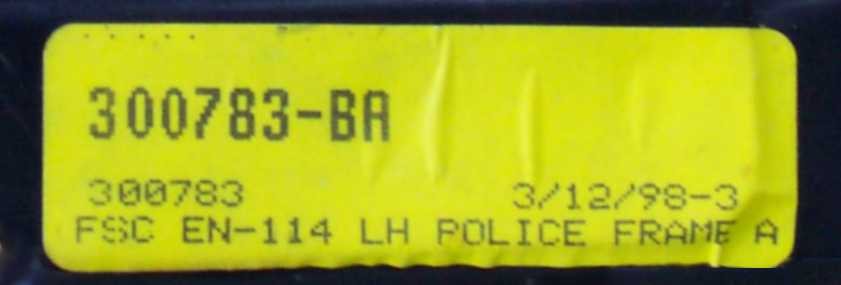 300783-BA
300783 3/12/98-3
FSC EN-114 LH POLICE FRAME A